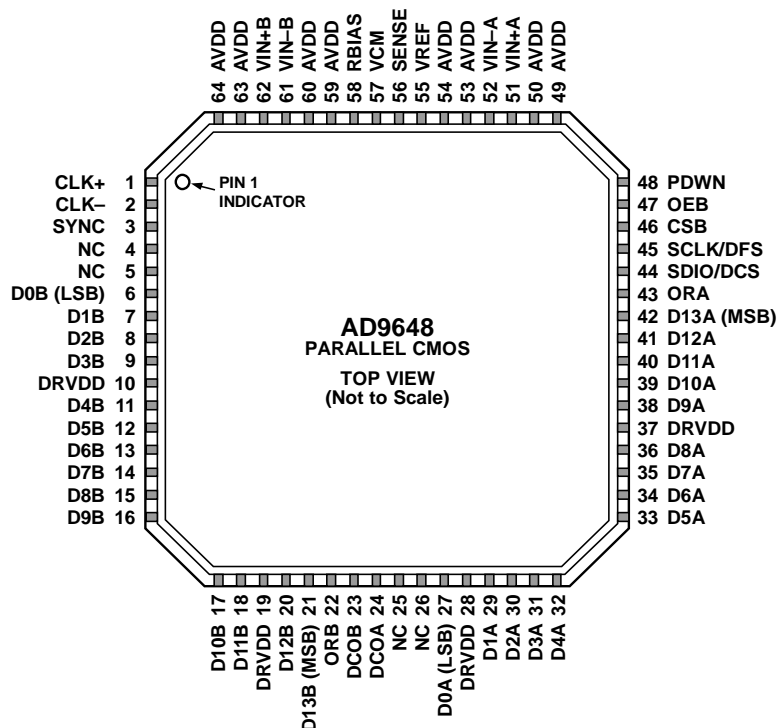 64 AVDD
63 AVDD
62 VIN+B
61 VIN–B
60 AVDD
59 AVDD
58 RBIAS
57 VCM
56 SENSE
55 VREF
54 AVDD
53 AVDD
52 VIN–A
51 VIN+A
50 AVDD
49 AVDD
CLK+ 1
CLK– 2
SYNC 3
NC 4
NC 5
D0B (LSB) 6
D1B 7
D2B 8
D3B 9
DRVDD 10
D4B 11
D5B 12
D6B 13
D7B 14
D8B 15
D9B 16
PIN 1
INDICATOR
AD9648
PARALLEL CMOS
TOP VIEW
(Not to Scale)
48 PDWN
47 OEB
46 CSB
45 SCLK/DFS
44 SDIO/DCS
43 ORA
42 D13A (MSB)
41 D12A
40 D11A
39 D10A
38 D9A
37 DRVDD
36 D8A
35 D7A
34 D6A
33 D5A
D10B 17
D11B 18
DRVDD 19
D12B 20
D13B (MSB) 21
ORB 22
DCOB 23
DCOA 24
NC 25
NC 26
D0A (LSB) 27
DRVDD 28
D1A 29
D2A 30
D3A 31
D4A 32